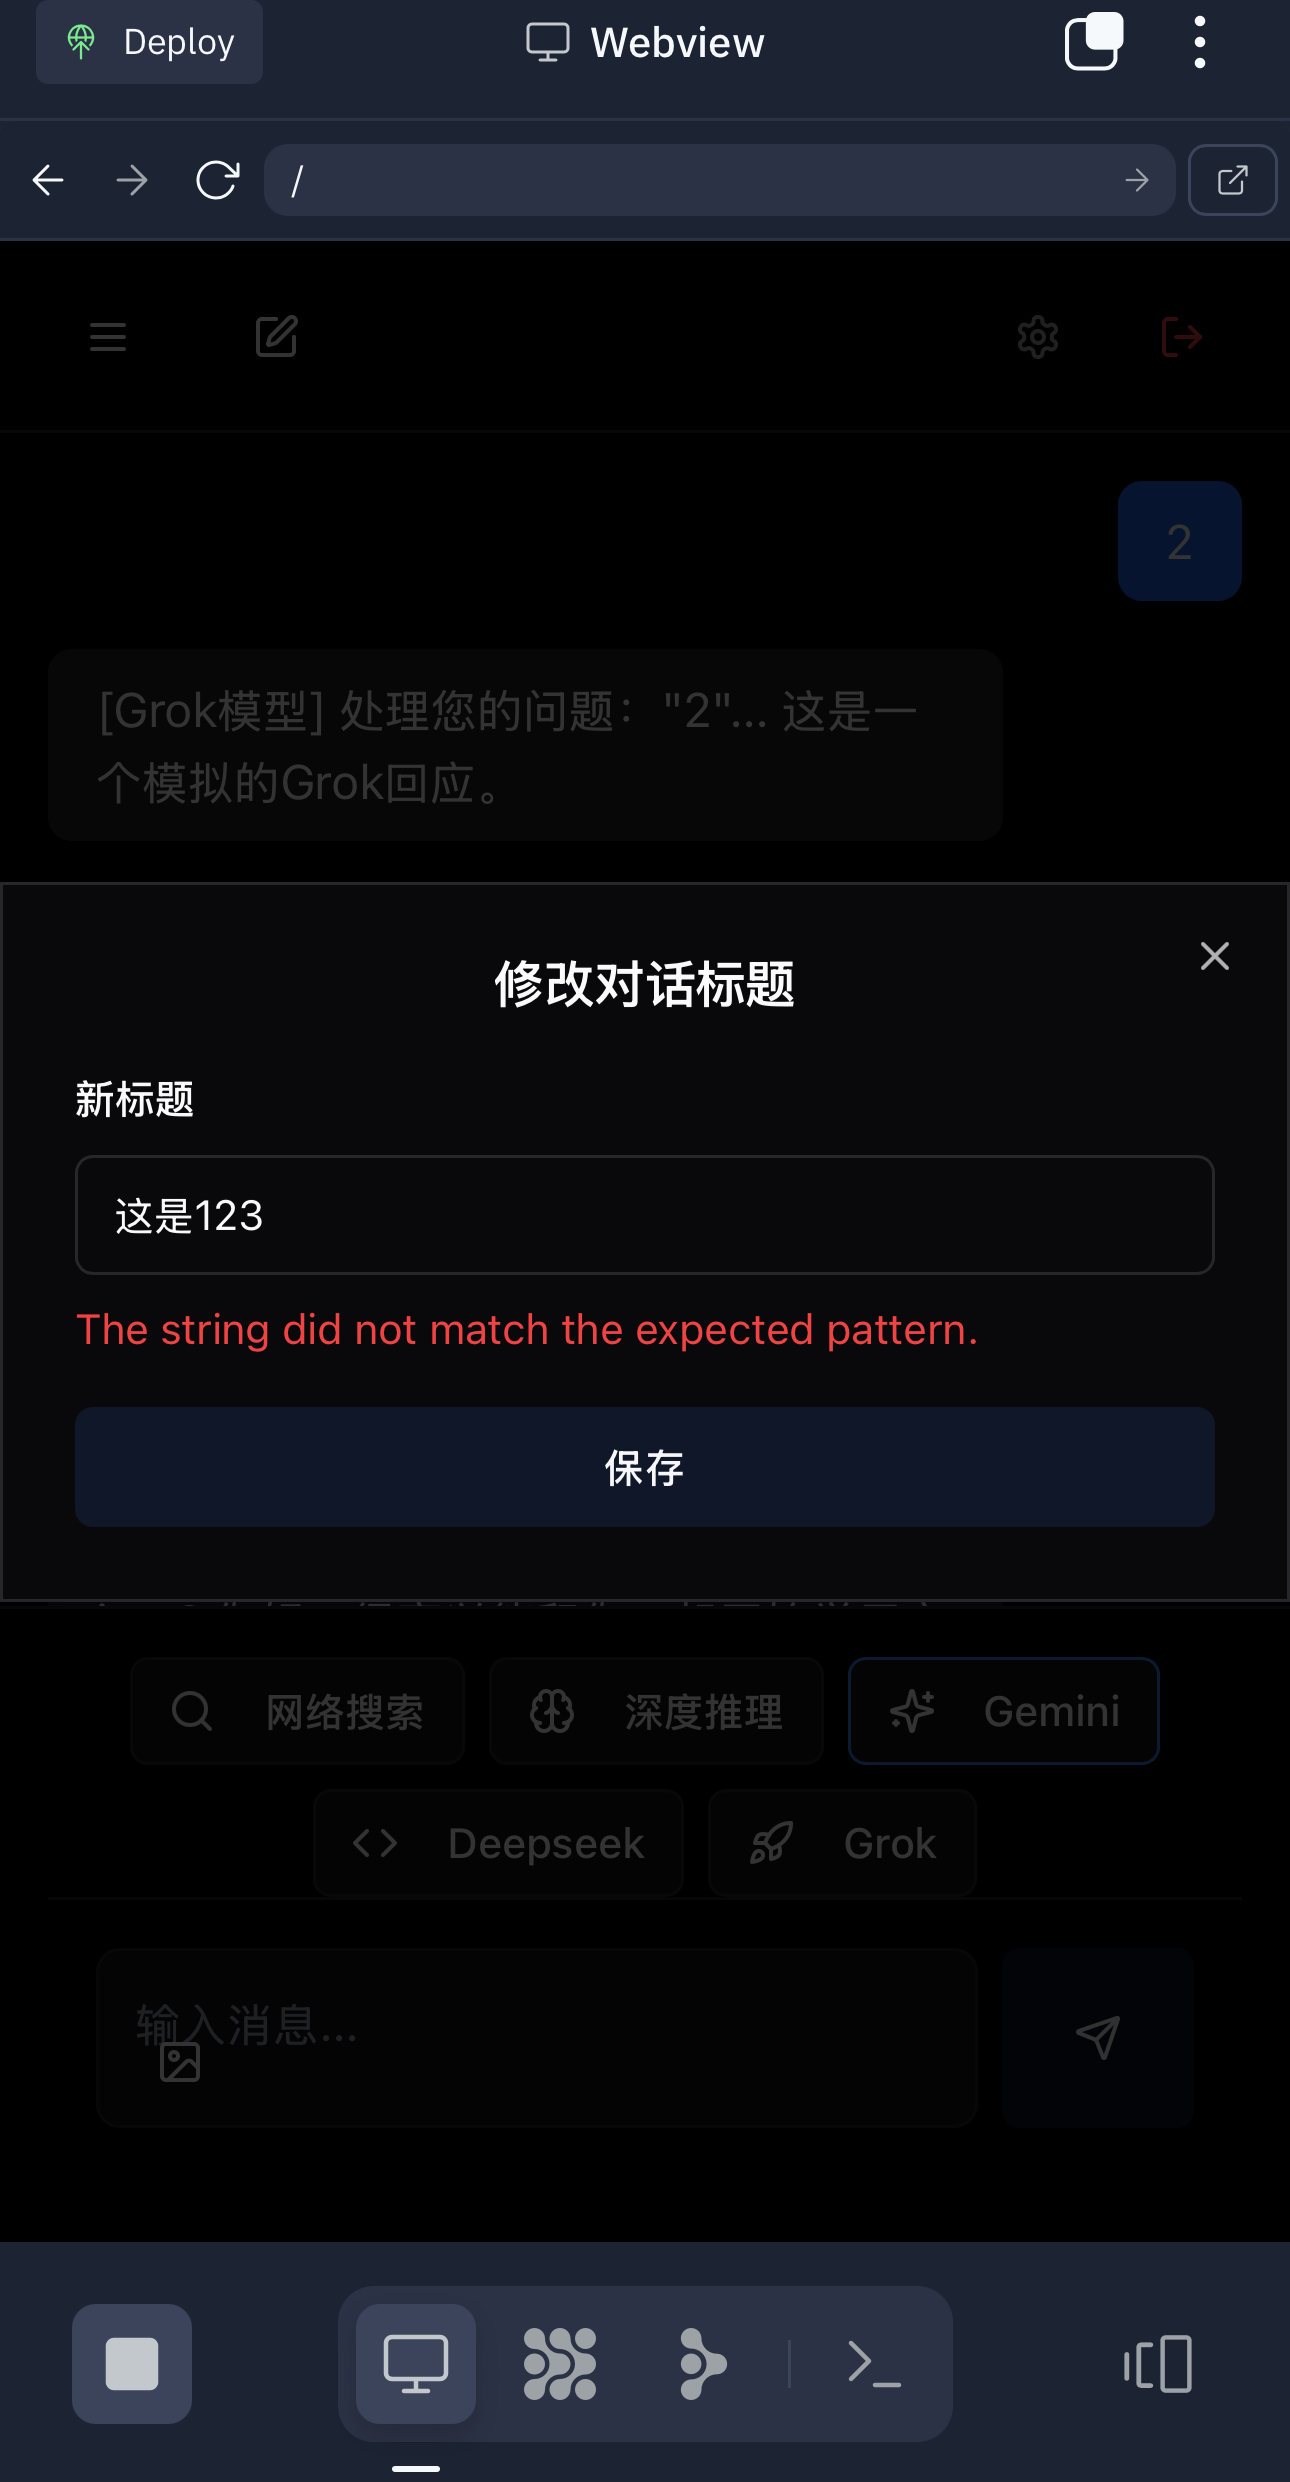 Deploy
Webview
/
2
[Grok模型] 处理您的问题："2"... 这是一
个模拟的Grok回应。
修改对话标题
新标题
这是123
The string did not match the expected pattern.
保存
网络搜索
深度推理
Gemini
Deepseek
Grok
输入消息...